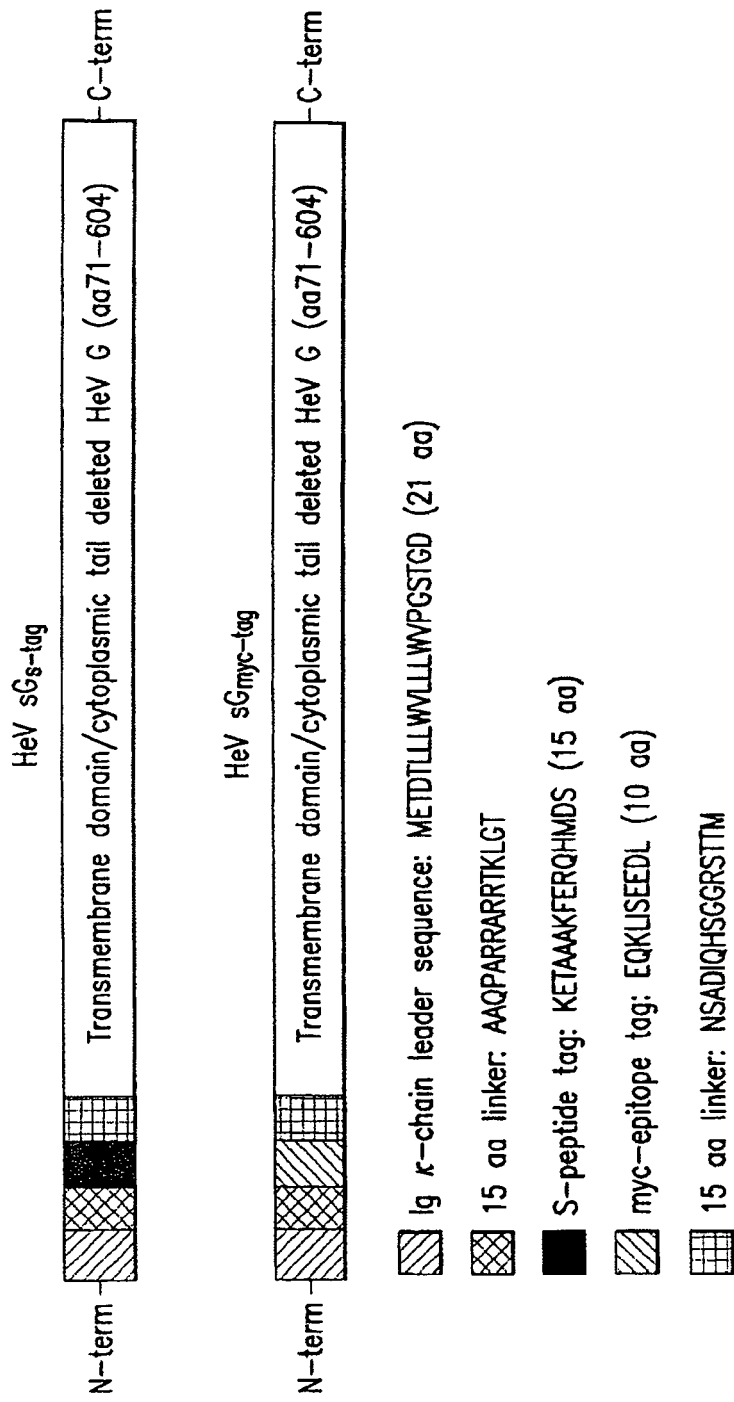 HeV sGs-tag
N-term
Transmembrane domain/cytoplasmic tail deleted HeV G (aa71-604)
C-term
HeV sGmyc-tag
N-term
Transmembrane domain/cytoplasmic tail deleted HeV G (aa71-604)
C-term
Ig κ-chain leader sequence: METDTLLLWVLLLWVPGSTGD (21 aa)
15 aa linker: AAQPARRARRTKLGT
S-peptide tag: KETAAAKFERQHMDS (15 aa)
myc-epitope tag: EQKLISEEDL (10 aa)
15 aa linker: NSADIQHSGGRSTTM